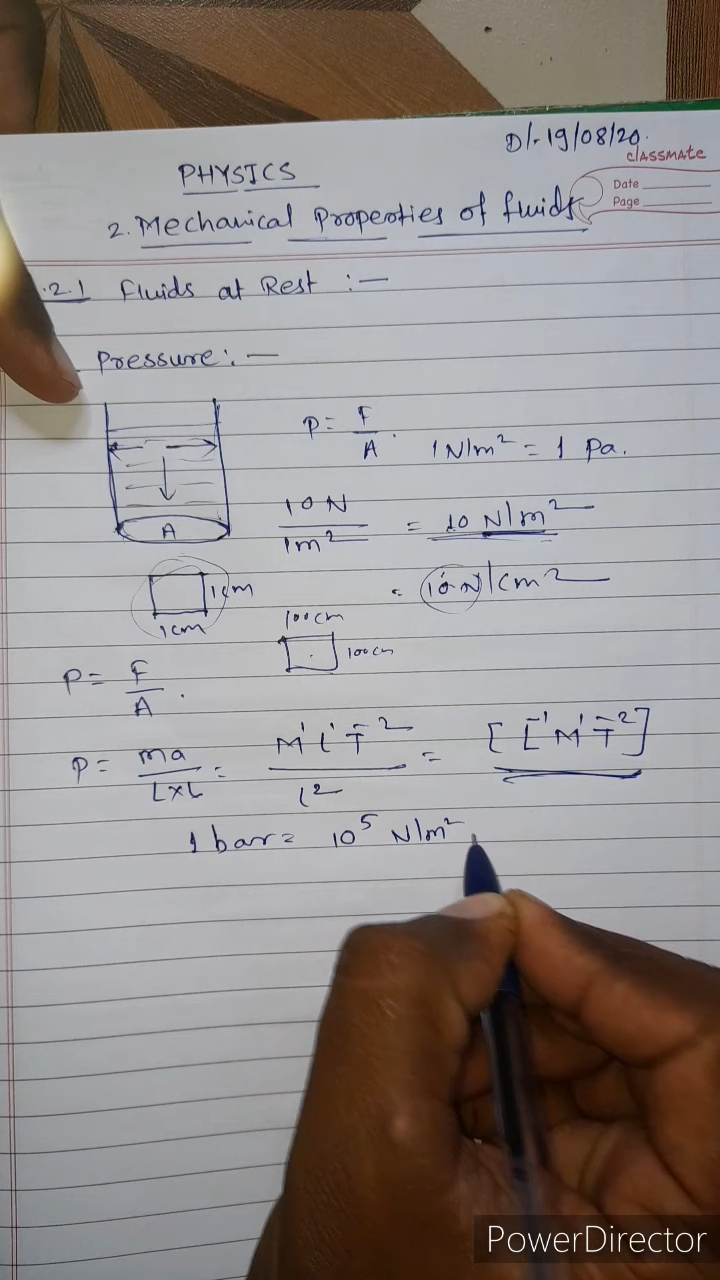 D/-19/08/20.
classmate
PHYSICS
Date
Page
2. Mechanical Properties of fluids
.2.1 Fluids at Rest :-
Pressure :-
P = F/A. 1 N/m² = 1 Pa.
A
10N/1m² = 10 N/m²
1cm
1cm
= 10N/cm²
100cm
100cm
P = F/A.
P = ma/L×L = M¹L¹T⁻²/L² = [L⁻¹M¹T⁻²]
1 bar = 10⁵ N/m²
PowerDirector